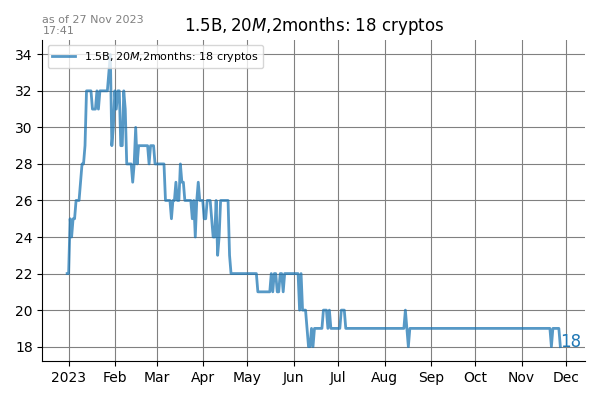 as of 27 Nov 2023
17:41
1.5B, 20M,2months: 18 cryptos
1.5B, 20M,2months: 18 cryptos
34
32
30
28
26
24
22
20
18
18
2023 Feb Mar Apr May Jun Jul Aug Sep Oct Nov Dec